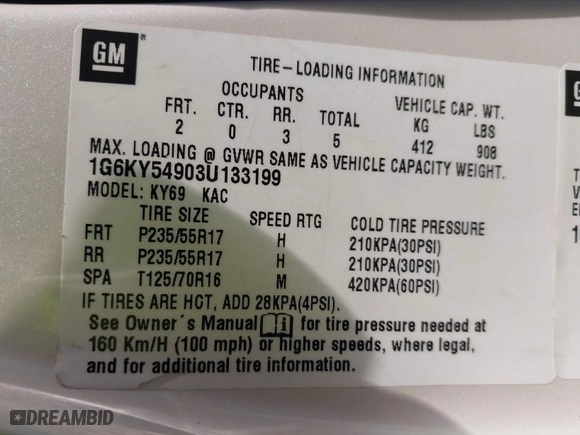 GM ®
TIRE-LOADING INFORMATION
OCCUPANTS VEHICLE CAP. WT.
FRT. CTR. RR. TOTAL KG LBS
2 0 3 5 412 908
MAX. LOADING @ GVWR SAME AS VEHICLE CAPACITY WEIGHT.
1G6KY54903U133199
MODEL: KY69 KAC
TIRE SIZE SPEED RTG COLD TIRE PRESSURE
FRT P235/55R17 H 210KPA(30PSI)
RR P235/55R17 H 210KPA(30PSI)
SPA T125/70R16 M 420KPA(60PSI)
IF TIRES ARE HOT, ADD 28KPA(4PSI).
See Owner´s Manual for tire pressure needed at
160 Km/H (100 mph) or higher speeds, where legal,
and for additional tire information.
DREAMBID